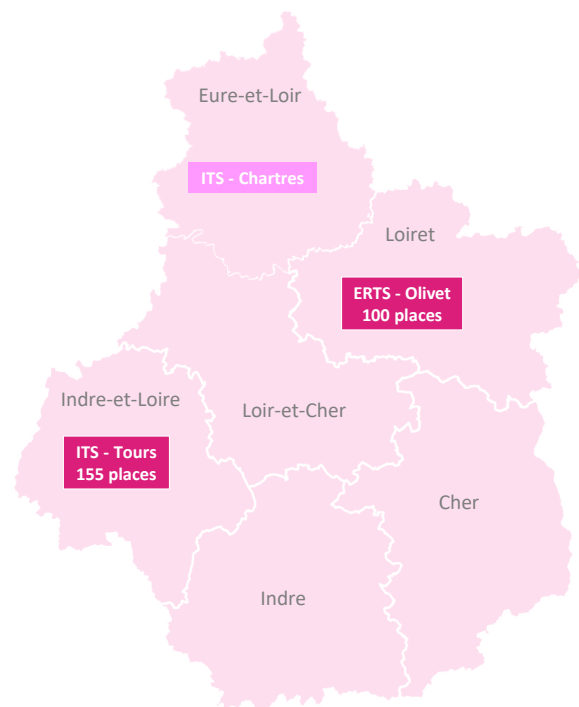 Eure-et-Loir
ITS - Chartres
Loiret
ERTS - Olivet
100 places
Indre-et-Loire
Loir-et-Cher
ITS - Tours
155 places
Cher
Indre